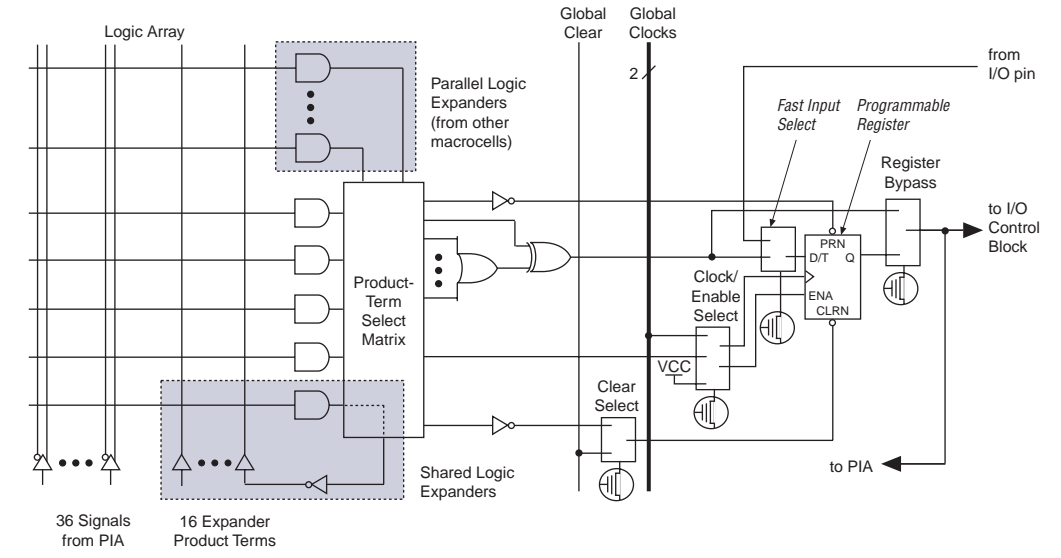 Logic Array
Global
Clear
Global
Clocks
2
from
I/O pin
Parallel Logic
Expanders
(from other
macrocells)
Fast Input
Select
Programmable
Register
Register
Bypass
to I/O
Control
Block
PRN
D/T Q
ENA
CLRN
Clock/
Enable
Select
Product-
Term
Select
Matrix
VCC
Clear
Select
to PIA
Shared Logic
Expanders
36 Signals
from PIA
16 Expander
Product Terms